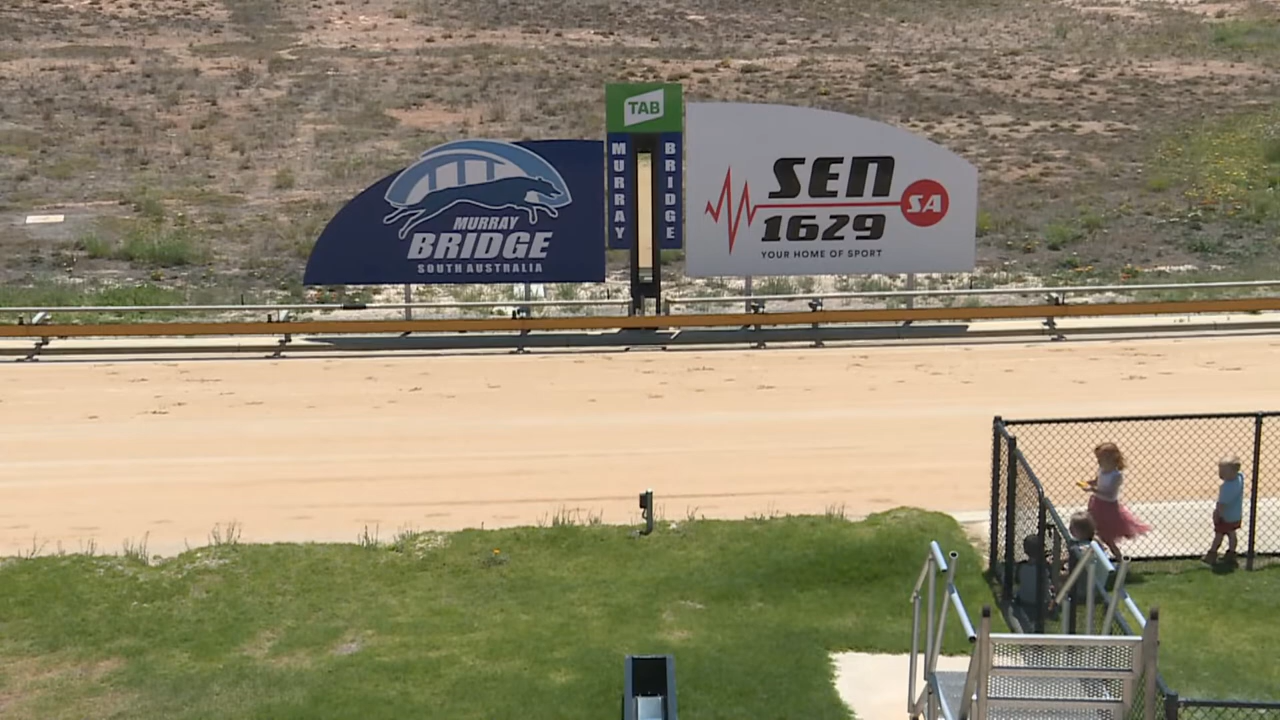 TAB
MURRAY
BRIDGE
MURRAY
BRIDGE
SOUTH AUSTRALIA
SEN
SA
1629
YOUR HOME OF SPORT